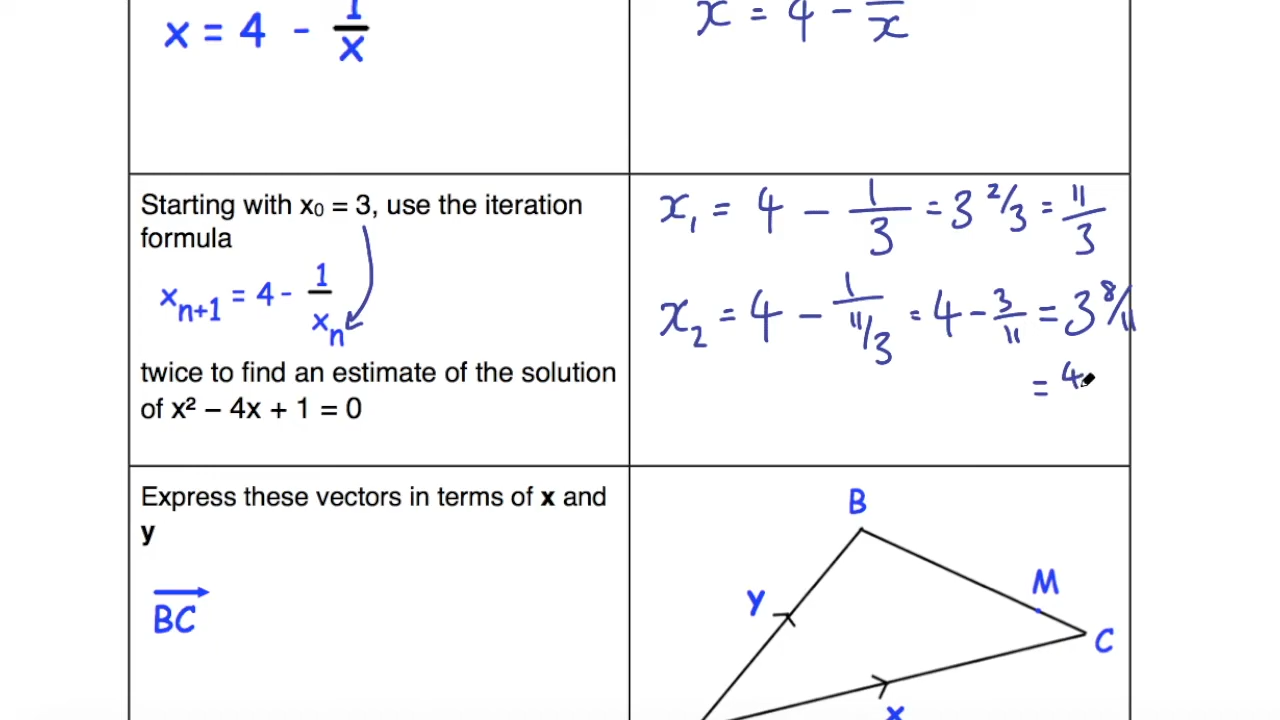 x = 4 - 1/x
x = 4 - —/x
Starting with x₀ = 3, use the iteration
formula
xₙ₊₁ = 4 - 1/xₙ
twice to find an estimate of the solution
of x² – 4x + 1 = 0
x₁ = 4 - 1/3 = 3 2/3 = 11/3
x₂ = 4 - 1/(11/3) = 4 - 3/11 = 3 8/11
= 4
Express these vectors in terms of x and
y
BC
B
M
y
C
x